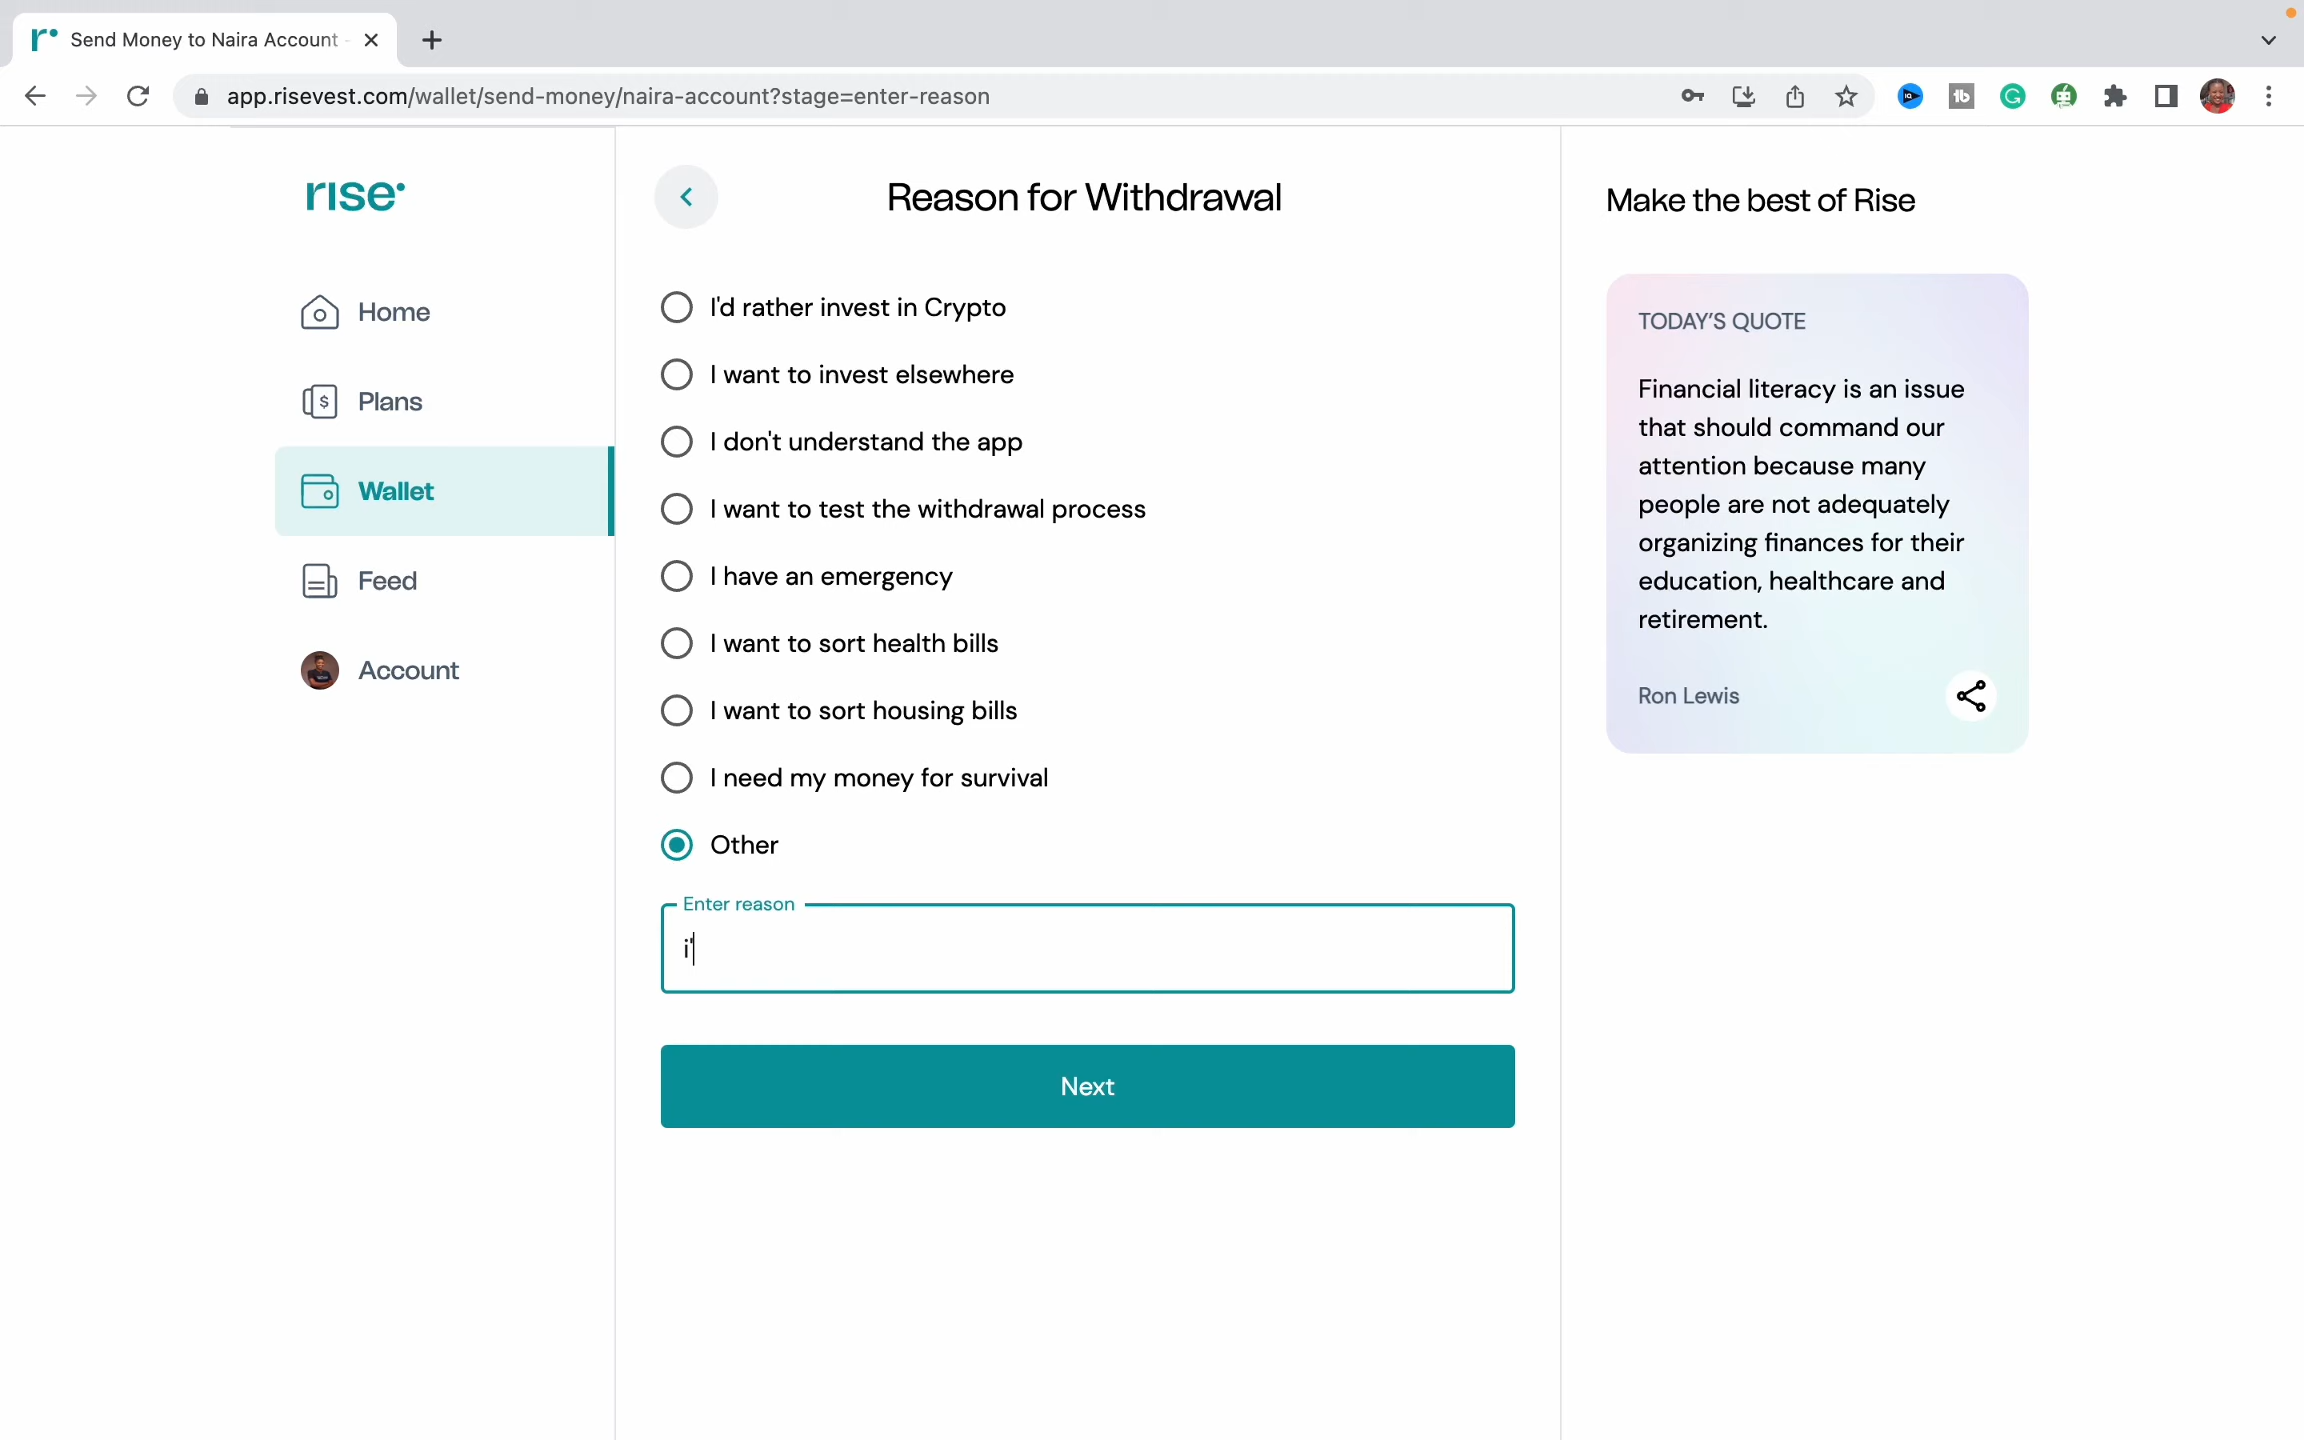 Send Money to Naira Account -
app.risevest.com/wallet/send-money/naira-account?stage=enter-reason
rise
Home
Plans
Wallet
Feed
Account
Reason for Withdrawal
I'd rather invest in Crypto
I want to invest elsewhere
I don't understand the app
I want to test the withdrawal process
I have an emergency
I want to sort health bills
I want to sort housing bills
I need my money for survival
Other
Enter reason
i'
Next
Make the best of Rise
TODAY’S QUOTE
Financial literacy is an issue
that should command our
attention because many
people are not adequately
organizing finances for their
education, healthcare and
retirement.
Ron Lewis